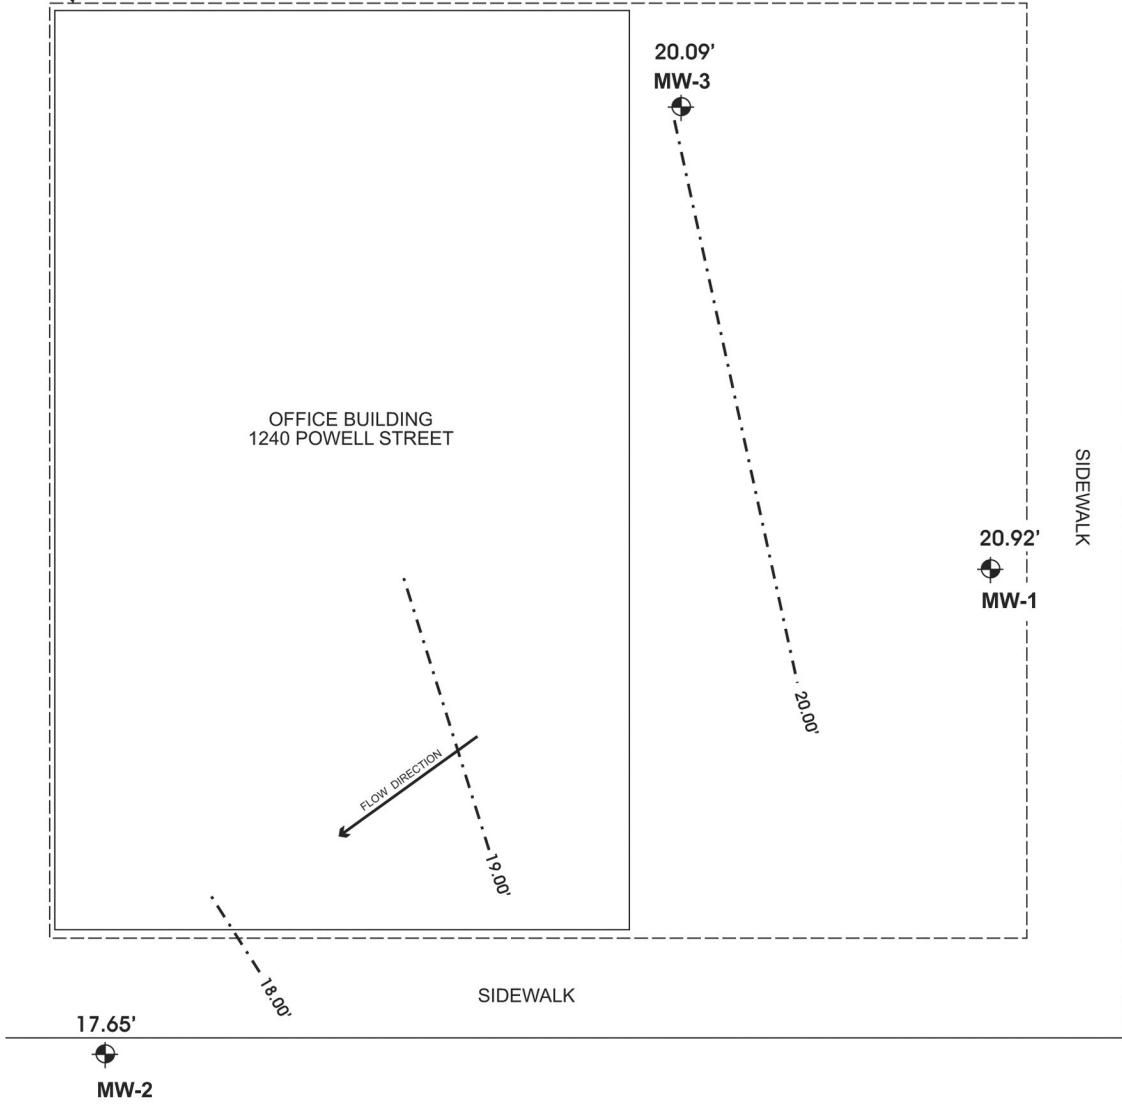 20.09’
MW-3
OFFICE BUILDING
1240 POWELL STREET
SIDEWALK
20.92’
MW-1
20.00’
FLOW DIRECTION
19.00’
18.00’
SIDEWALK
17.65’
MW-2